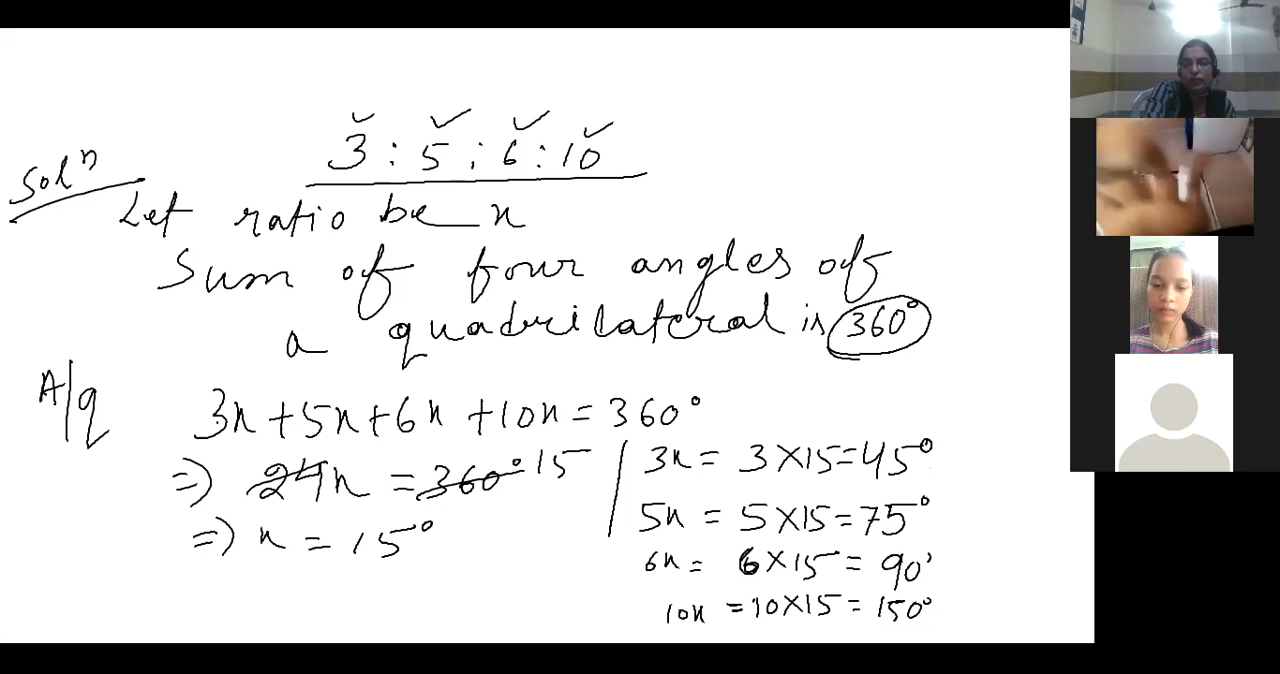 3 : 5 : 6 : 10
Solⁿ
Let ratio be x
Sum of four angles of
a quadrilateral is 360°
A/q
3x + 5x + 6x + 10x = 360°
=) 24x = 360° 15
=) x = 15°
3x = 3×15=45°
5x = 5×15=75°
6x = 6×15= 90°
10x = 10×15= 150°